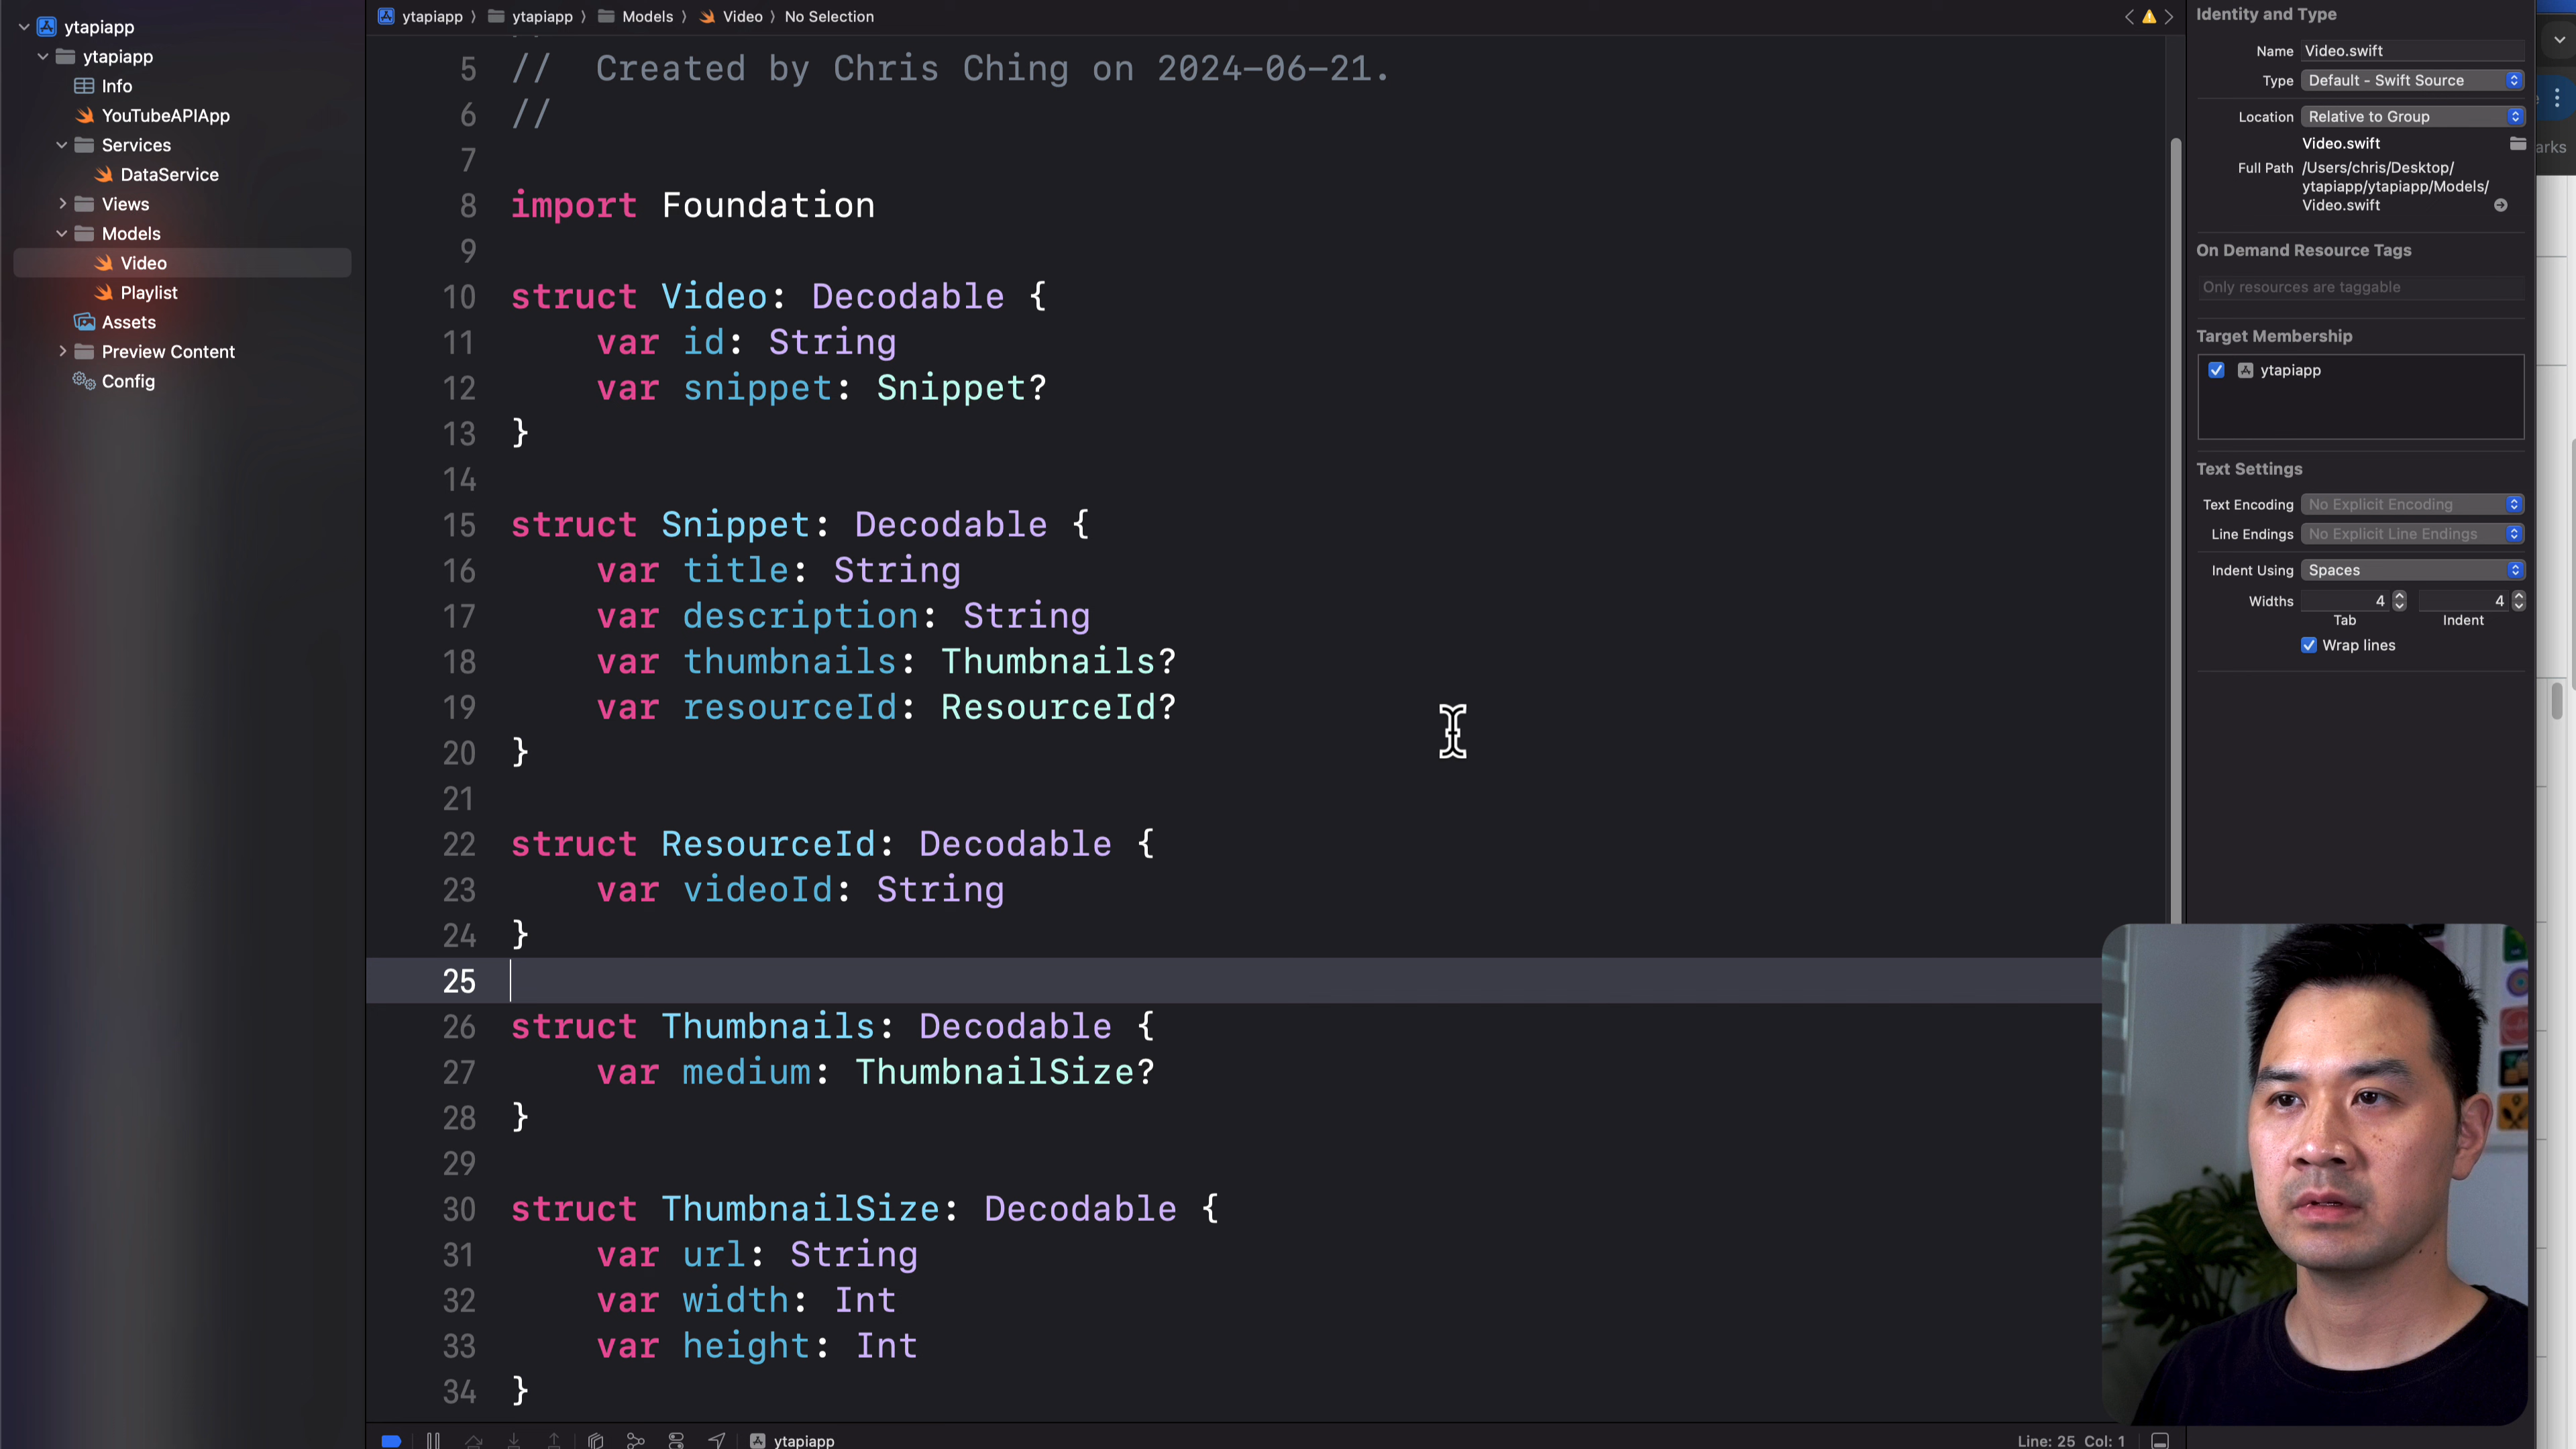 ytapiapp
ytapiapp
Info
YouTubeAPIApp
Services
DataService
Views
Models
Video
Playlist
Assets
Preview Content
Config
ytapiapp ⟩ ytapiapp ⟩ Models ⟩ Video ⟩ No Selection
5 //  Created by Chris Ching on 2024-06-21.
6 //
7
8 import Foundation
9
10 struct Video: Decodable {
11     var id: String
12     var snippet: Snippet?
13 }
14
15 struct Snippet: Decodable {
16     var title: String
17     var description: String
18     var thumbnails: Thumbnails?
19     var resourceId: ResourceId?
20 }
21
22 struct ResourceId: Decodable {
23     var videoId: String
24 }
25
26 struct Thumbnails: Decodable {
27     var medium: ThumbnailSize?
28 }
29
30 struct ThumbnailSize: Decodable {
31     var url: String
32     var width: Int
33     var height: Int
34 }
ytapiapp
Line: 25 Col: 1
Identity and Type
Name Video.swift
Type Default - Swift Source
Location Relative to Group
Video.swift
Full Path /Users/chris/Desktop/
ytapiapp/ytapiapp/Models/
Video.swift
On Demand Resource Tags
Only resources are taggable
Target Membership
ytapiapp
Text Settings
Text Encoding No Explicit Encoding
Line Endings No Explicit Line Endings
Indent Using Spaces
Widths 4 4
Tab Indent
Wrap lines
arks